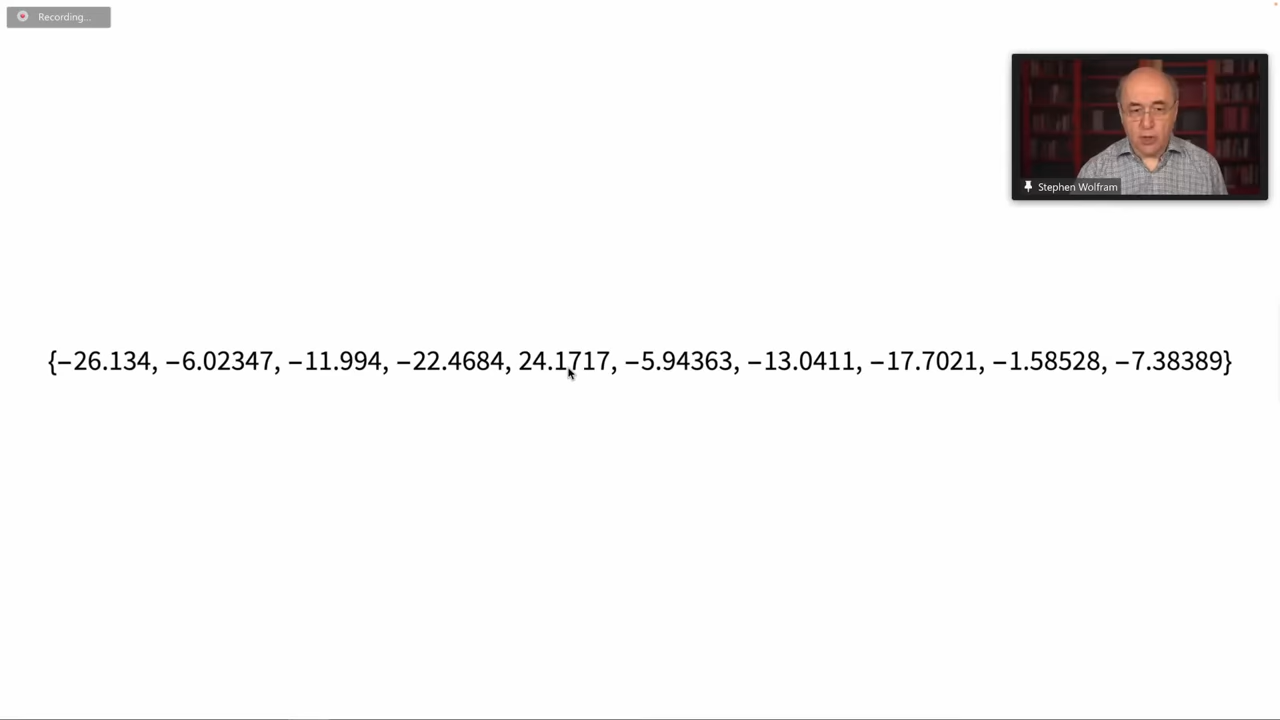 Recording...
Stephen Wolfram
{−26.134, −6.02347, −11.994, −22.4684, 24.1717, −5.94363, −13.0411, −17.7021, −1.58528, −7.38389}